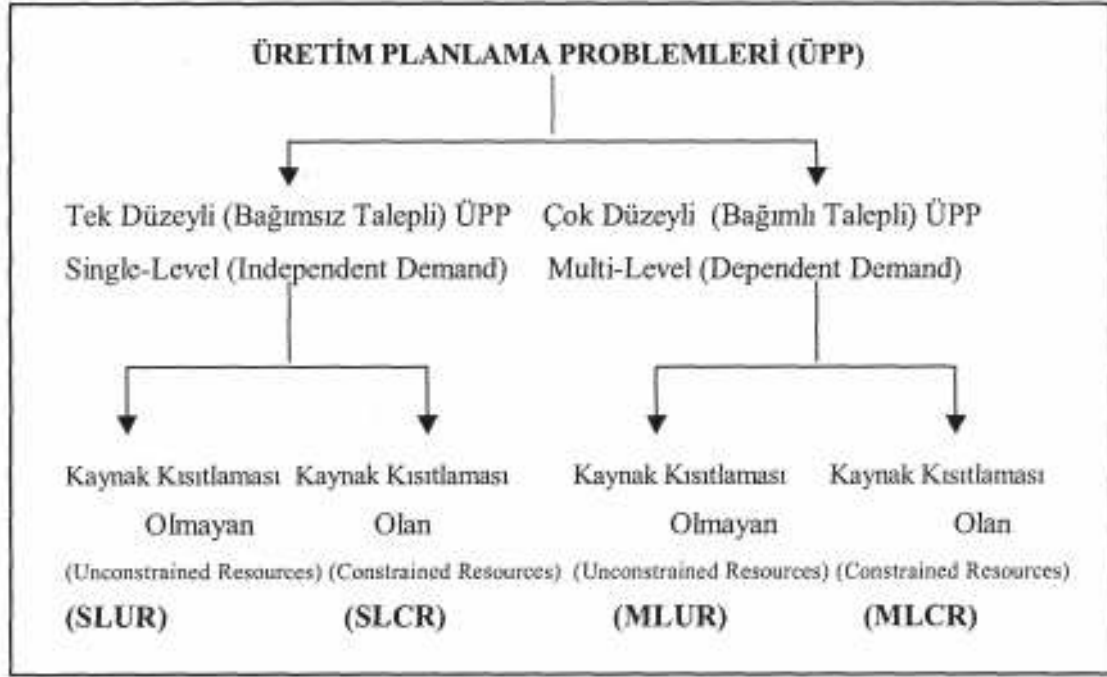 ÜRETİM PLANLAMA PROBLEMLERİ (ÜPP)
Tek Düzeyli (Bağımsız Talepli) ÜPP Çok Düzeyli (Bağımlı Talepli) ÜPP
Single-Level (Independent Demand) Multi-Level (Dependent Demand)
Kaynak Kısıtlaması Kaynak Kısıtlaması Kaynak Kısıtlaması Kaynak Kısıtlaması
Olmayan Olan Olmayan Olan
(Unconstrained Resources) (Constrained Resources) (Unconstrained Resources) (Constrained Resources)
(SLUR) (SLCR) (MLUR) (MLCR)